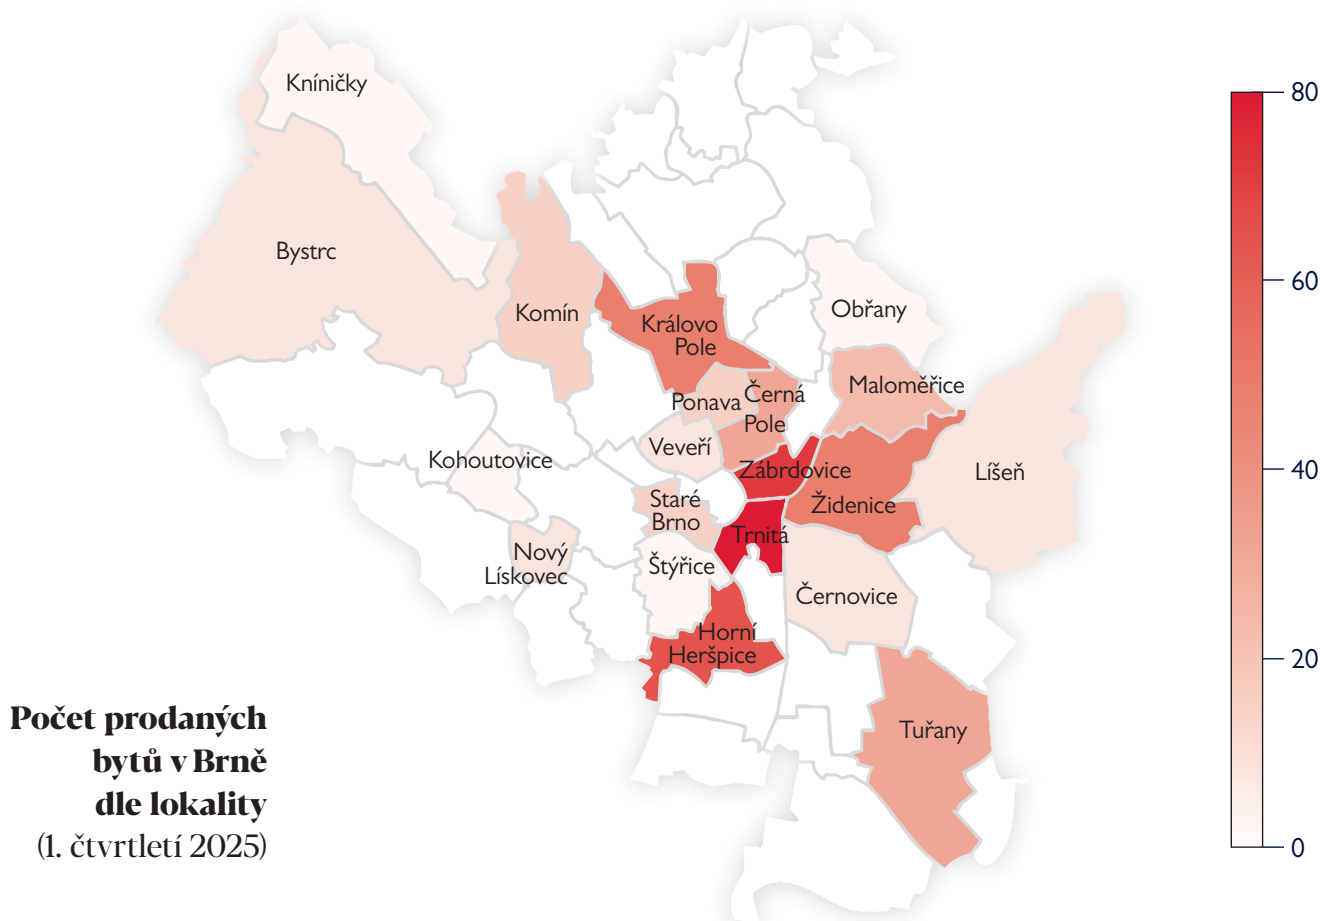 Kníničky
Bystrc
Komín
Královo
Pole
Obřany
Ponava
Černá
Pole
Maloměřice
Veveří
Kohoutovice
Zábrdovice
Líšeň
Staré
Brno
Židenice
Trnitá
Nový
Lískovec
Štýřice
Černovice
Horní
Heršpice
Tuřany
80
60
40
20
0
Počet prodaných
bytů v Brně
dle lokality
(1. čtvrtletí 2025)